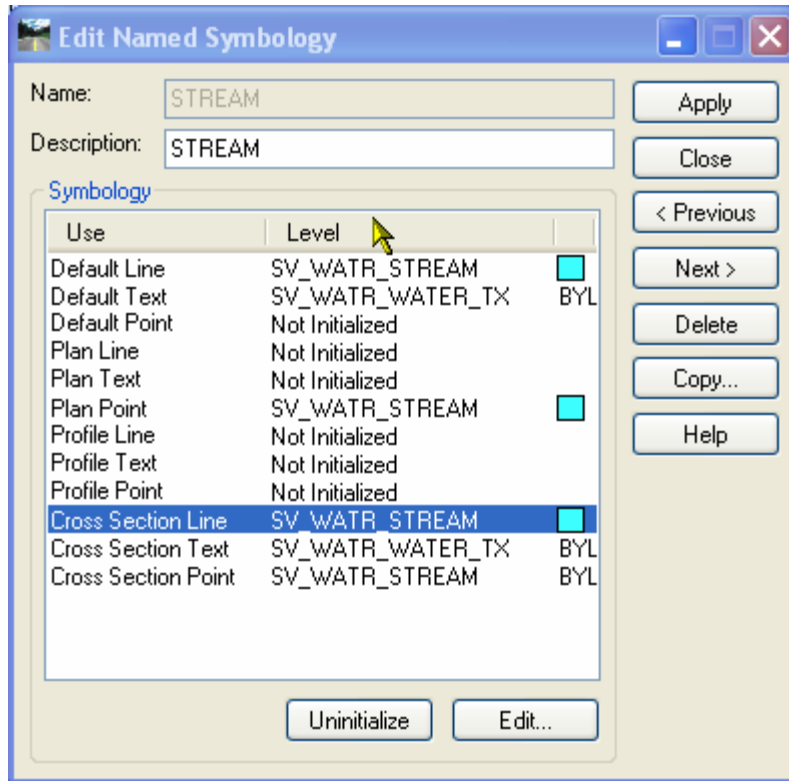 Edit Named Symbology
Name: STREAM
Apply
Description: STREAM
Close
Symbology
< Previous
Use Level
Default Line SV_WATR_STREAM
Next >
Default Text SV_WATR_WATER_TX BYL
Default Point Not Initialized
Delete
Plan Line Not Initialized
Plan Text Not Initialized
Copy...
Plan Point SV_WATR_STREAM
Profile Line Not Initialized
Help
Profile Text Not Initialized
Profile Point Not Initialized
Cross Section Line SV_WATR_STREAM
Cross Section Text SV_WATR_WATER_TX BYL
Cross Section Point SV_WATR_STREAM BYL
Uninitialize Edit...